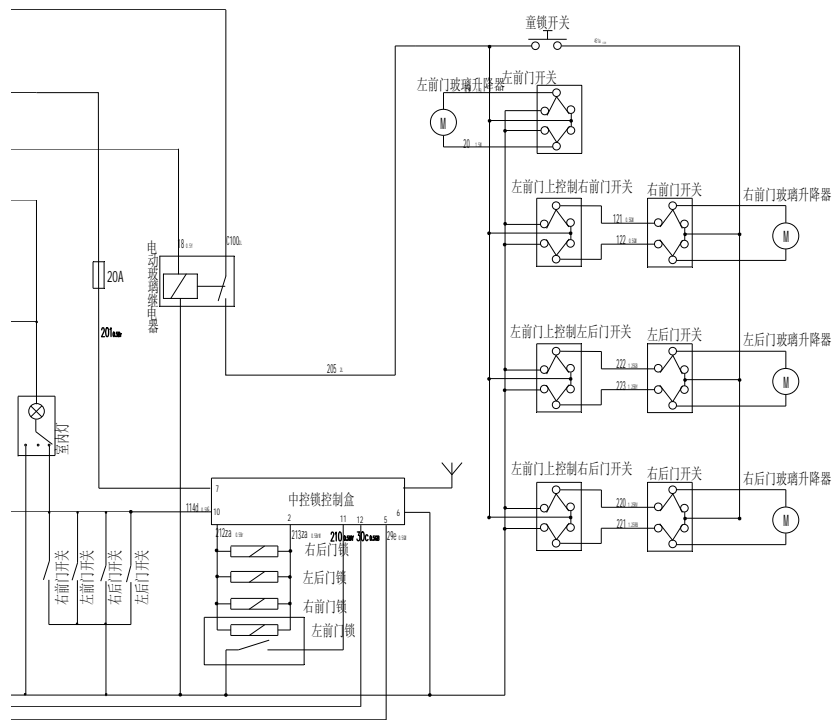 童锁开关
左前门玻璃升降器
左前门开关
M
20
左前门上控制右前门开关
右前门开关
右前门玻璃升降器
121
122
M
电动玻璃继电器
18
C100
20A
201
205
左前门上控制左后门开关
左后门开关
左后门玻璃升降器
222
223
M
室内灯
左前门上控制右后门开关
右后门开关
右后门玻璃升降器
220
221
M
中控锁控制盒
7
10
2
11
12
5
6
114d
212za
213za
210
30c
29e
右后门锁
左后门锁
右前门锁
左前门锁
右前门开关
左前门开关
右后门开关
左后门开关